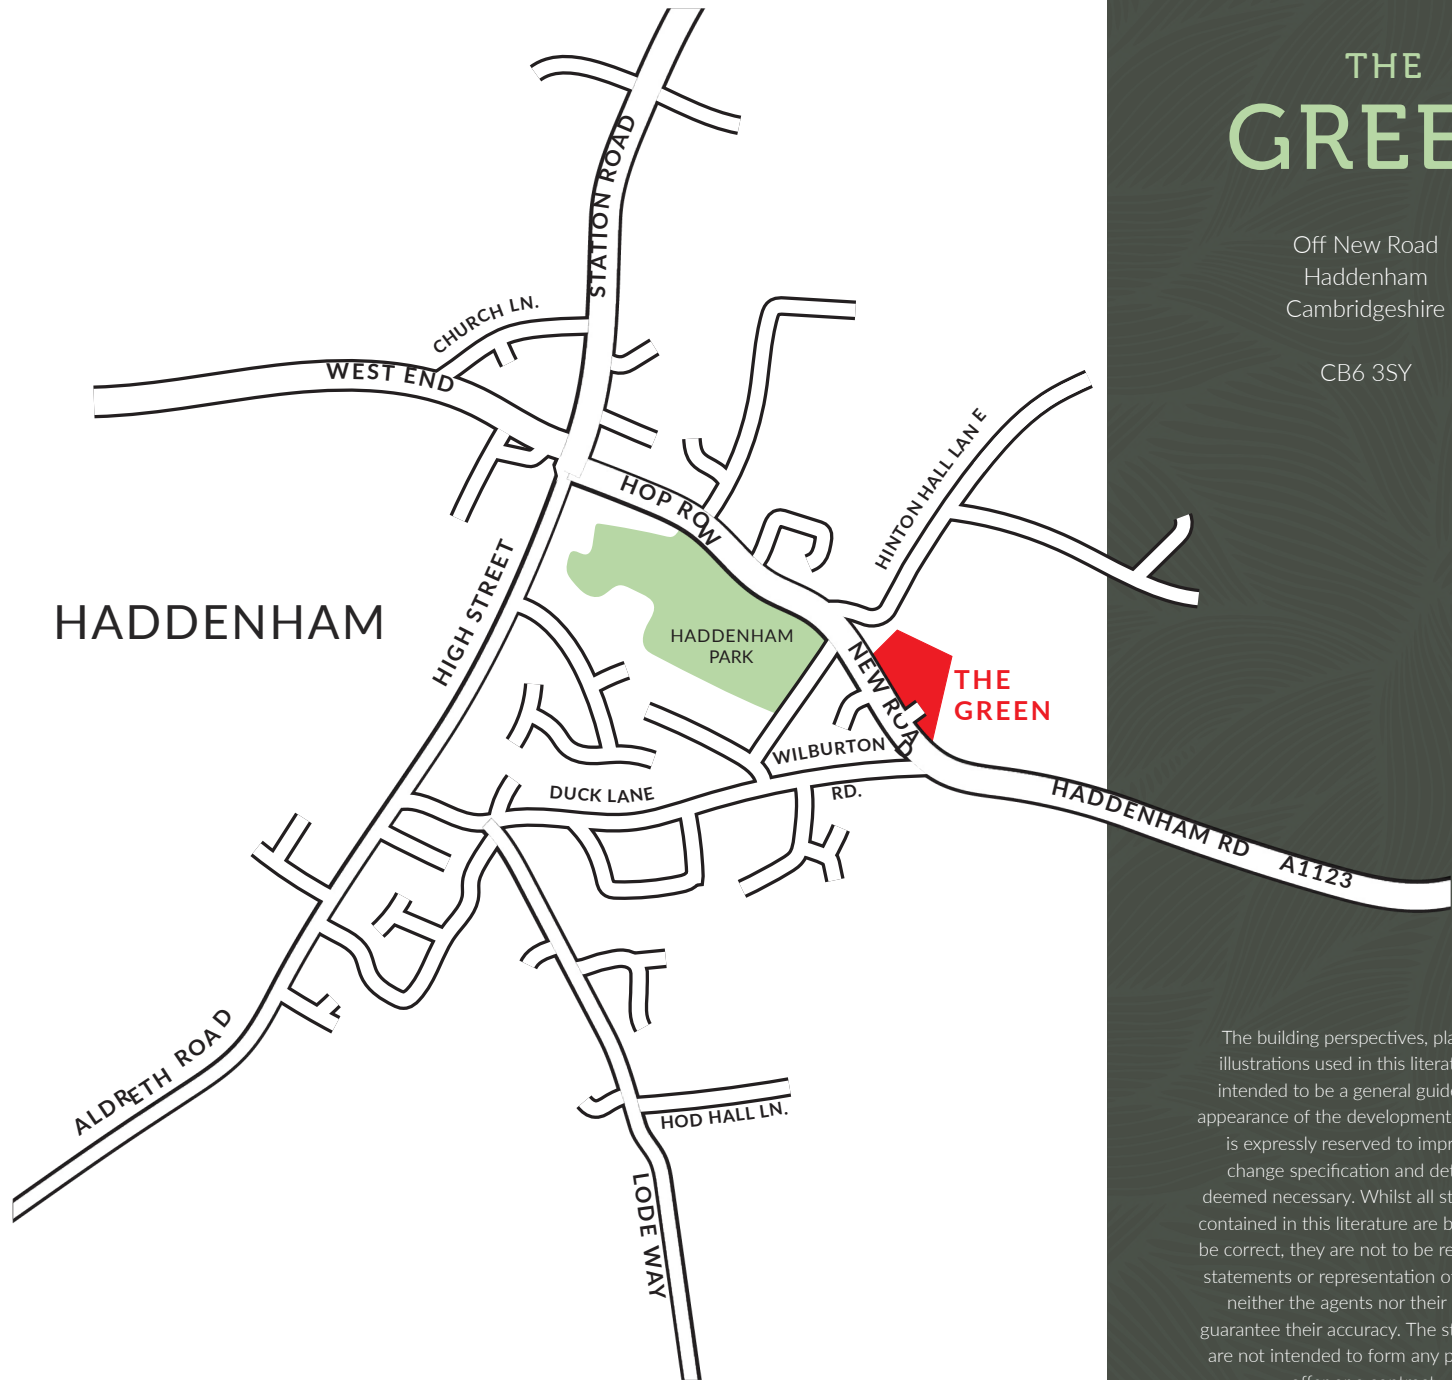 STATION ROAD
CHURCH LN.
WEST END
HOP ROW
HINTON HALL LANE
HIGH STREET
HADDENHAM
HADDENHAM
PARK
NEW ROAD
THE
GREEN
WILBURTON
RD.
DUCK LANE
HADDENHAM RD A1123
ALDRETH ROAD
HOD HALL LN.
LODE WAY
THE
GREE
Off New Road
Haddenham
Cambridgeshire
CB6 3SY
The building perspectives, pla
illustrations used in this literat
intended to be a general guide
appearance of the development
is expressly reserved to impr
change specification and det
deemed necessary. Whilst all st
contained in this literature are b
be correct, they are not to be re
statements or representation o
neither the agents nor their
guarantee their accuracy. The st
are not intended to form any p